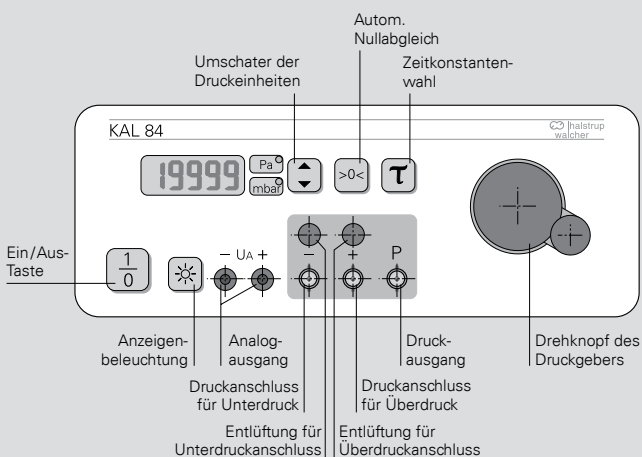 Autom.
Nullabgleich
Umschater der
Druckeinheiten
Zeitkonstanten-
wahl
KAL 84
halstrup
walcher
19999
Pa
mbar
>0<
τ
Ein/Aus-
Taste
1
0
− UA +
− + P
Anzeigen-
beleuchtung
Analog-
ausgang
Druck-
ausgang
Drehknopf des
Druckgebers
Druckanschluss
für Unterdruck
Druckanschluss
für Überdruck
Entlüftung für
Unterdruckanschluss
Entlüftung für
Überdruckanschluss